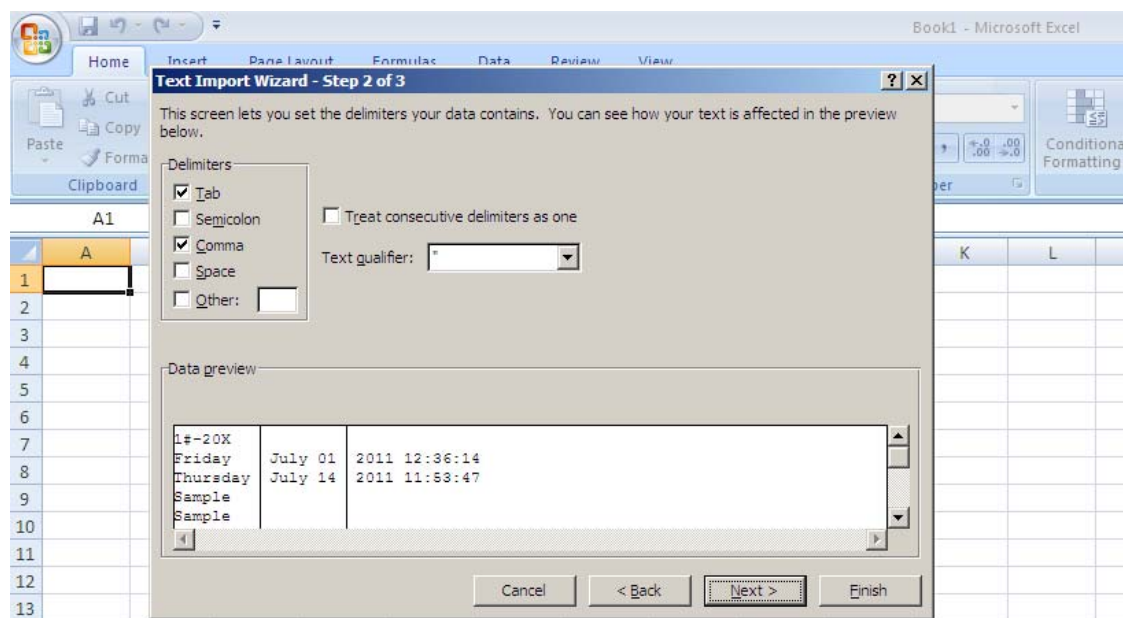 Book1 - Microsoft Excel
Home Insert Page Layout Formulas Data Review View
Cut
Copy
Paste
Forma
Clipboard
Conditiona
Formatting
ber
A1
Text Import Wizard - Step 2 of 3
This screen lets you set the delimiters your data contains. You can see how your text is affected in the preview
below.
Delimiters
Tab
Semicolon
Comma
Space
Other:
Treat consecutive delimiters as one
Text qualifier: "
Data preview
1#-20X
Friday July 01 2011 12:36:14
Thursday July 14 2011 11:53:47
Sample
Sample
Cancel < Back Next > Finish
A K L
1
2
3
4
5
6
7
8
9
10
11
12
13